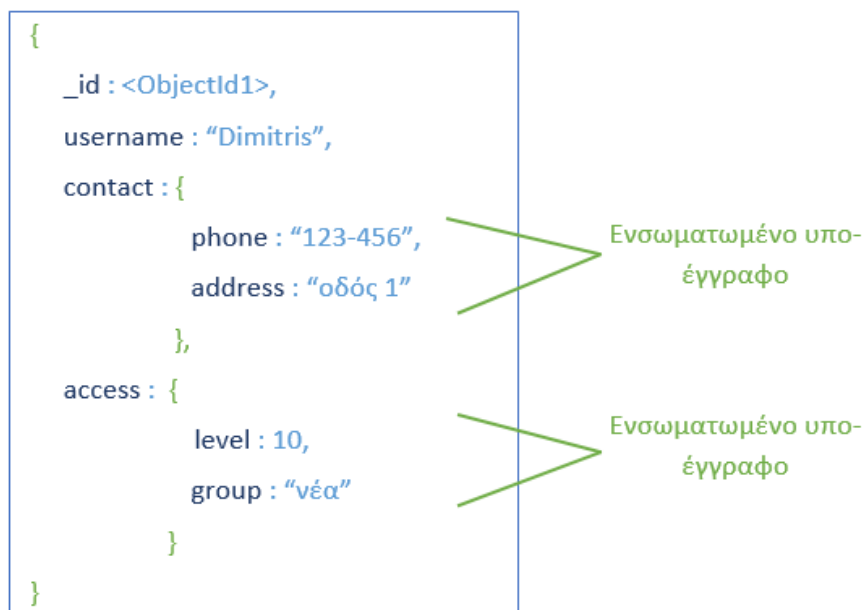 {
_id : <ObjectId1>,
username : “Dimitris”,
contact : {
phone : “123-456”,
address : “οδός 1”
},
access : {
level : 10,
group : “νέα”
}
}
Ενσωματωμένο υπο-
έγγραφο
Ενσωματωμένο υπο-
έγγραφο